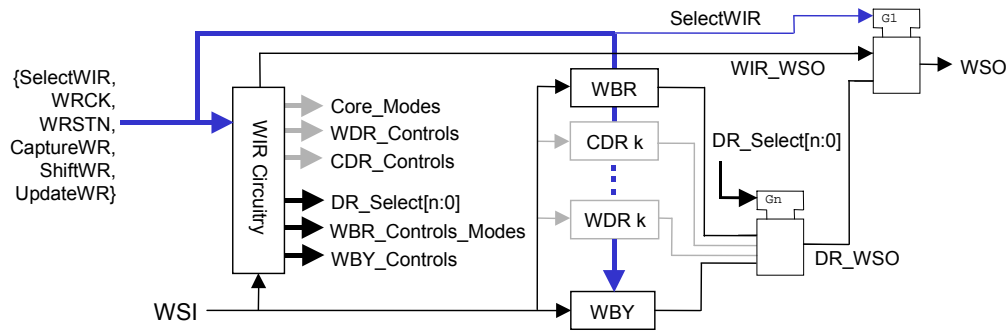 SelectWIR
G1
WIR_WSO
WSO
{SelectWIR,
WRCK,
WRSTN,
CaptureWR,
ShiftWR,
UpdateWR}
WIR Circuitry
Core_Modes
WDR_Controls
CDR_Controls
DR_Select[n:0]
WBR_Controls_Modes
WBY_Controls
WBR
CDR k
WDR k
WBY
DR_Select[n:0]
Gn
DR_WSO
WSI